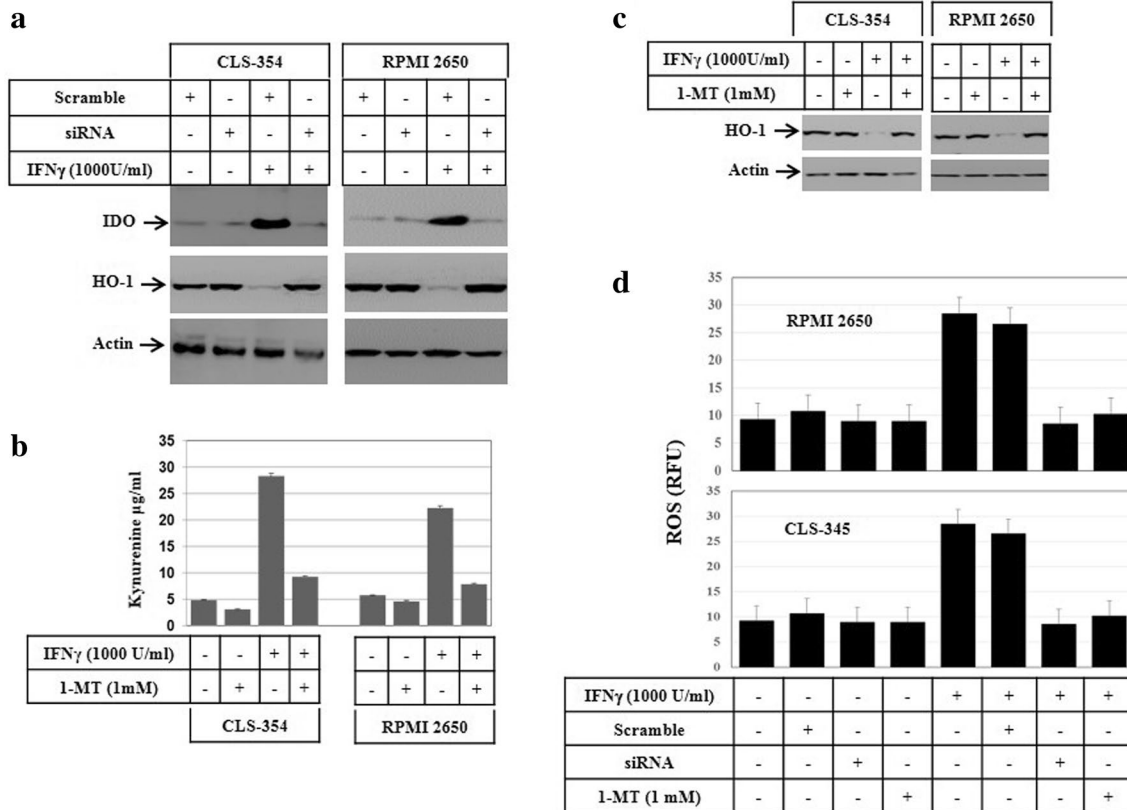 a
CLS-354 RPMI 2650
Scramble + - + - + - + -
siRNA - + - + - + - +
IFNγ (1000U/ml) - - + + - - + +
IDO
HO-1
Actin
b
Kynurenine µg/ml
35
30
25
20
15
10
5
0
IFNγ (1000 U/ml) - - + + - - + +
1-MT (1mM) - + - + - + - +
CLS-354 RPMI 2650
c
CLS-354 RPMI 2650
IFNγ (1000U/ml) - - + + - - + +
1-MT (1mM) - + - + - + - +
HO-1
Actin
d
ROS (RFU)
35
30
25
20
15
10
5
0
RPMI 2650
35
30
25
20
15
10
5
0
CLS-345
IFNγ (1000 U/ml) - - - - + + + +
Scramble - + - - - + - -
siRNA - - + - - - + -
1-MT (1 mM) - - - + - - - +